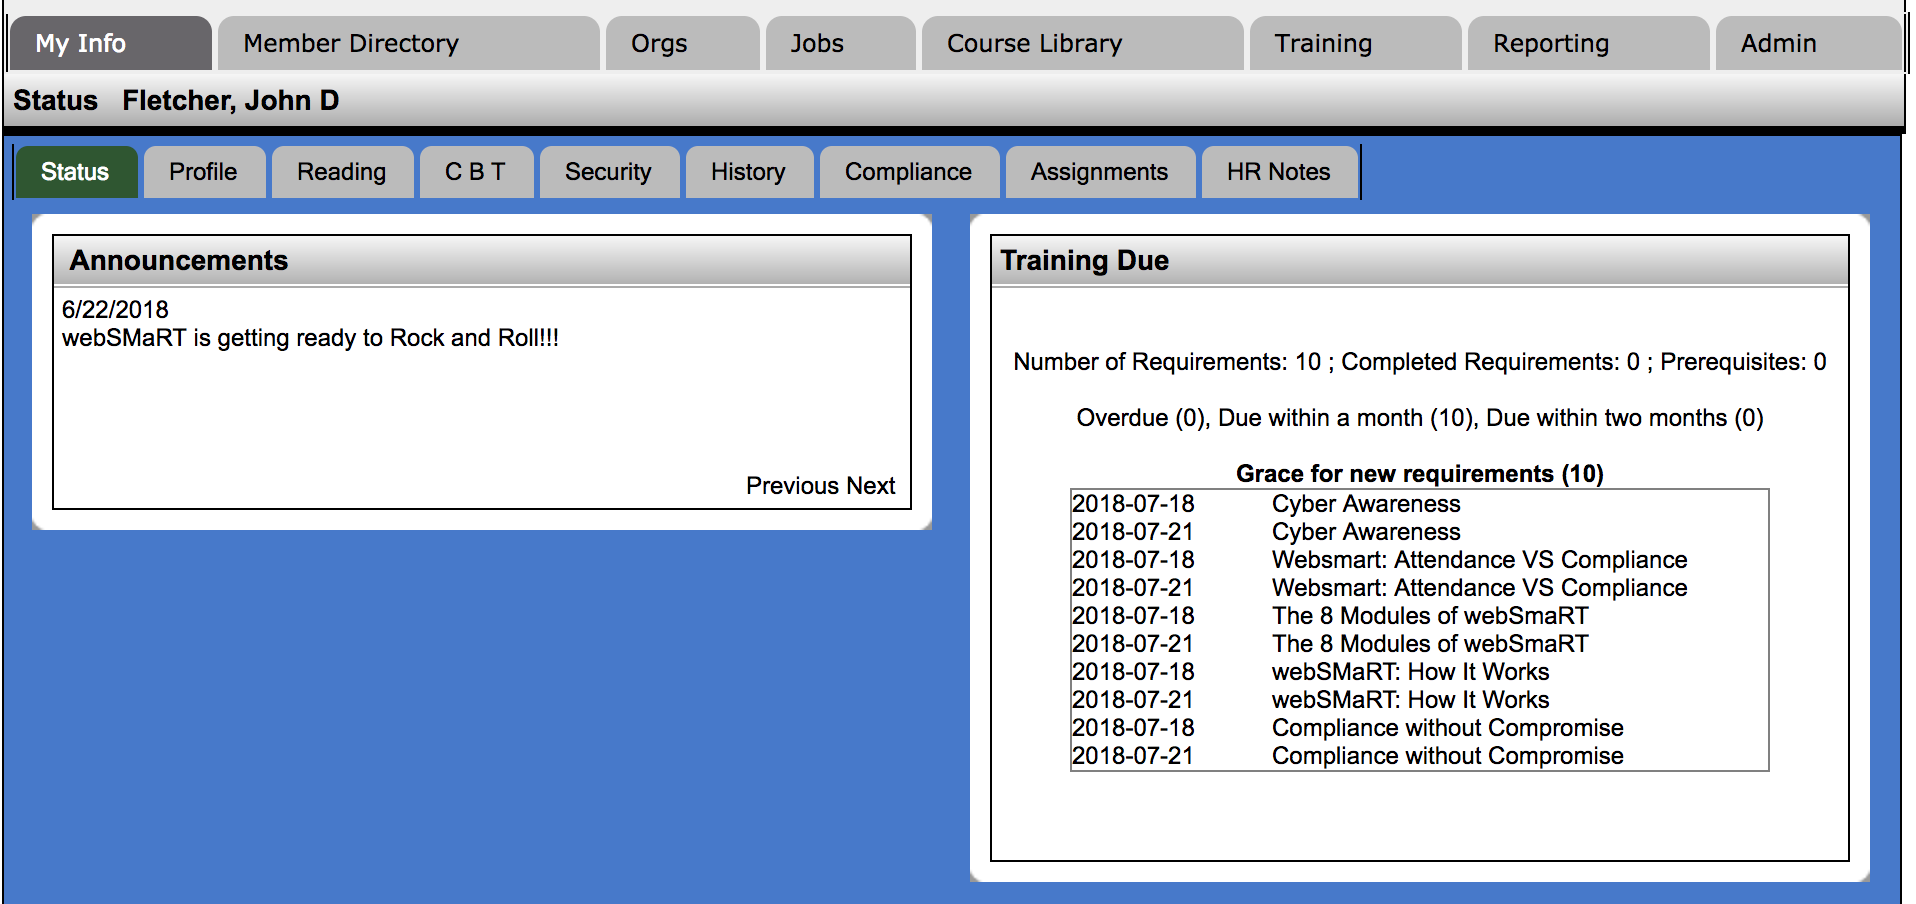 My Info Member Directory Orgs Jobs Course Library Training Reporting Admin
Status Fletcher, John D
Status Profile Reading C B T Security History Compliance Assignments HR Notes
Announcements
6/22/2018
webSMaRT is getting ready to Rock and Roll!!!
Previous Next
Training Due
Number of Requirements: 10 ; Completed Requirements: 0 ; Prerequisites: 0
Overdue (0), Due within a month (10), Due within two months (0)
Grace for new requirements (10)
2018-07-18 Cyber Awareness
2018-07-21 Cyber Awareness
2018-07-18 Websmart: Attendance VS Compliance
2018-07-21 Websmart: Attendance VS Compliance
2018-07-18 The 8 Modules of webSmaRT
2018-07-21 The 8 Modules of webSmaRT
2018-07-18 webSMaRT: How It Works
2018-07-21 webSMaRT: How It Works
2018-07-18 Compliance without Compromise
2018-07-21 Compliance without Compromise